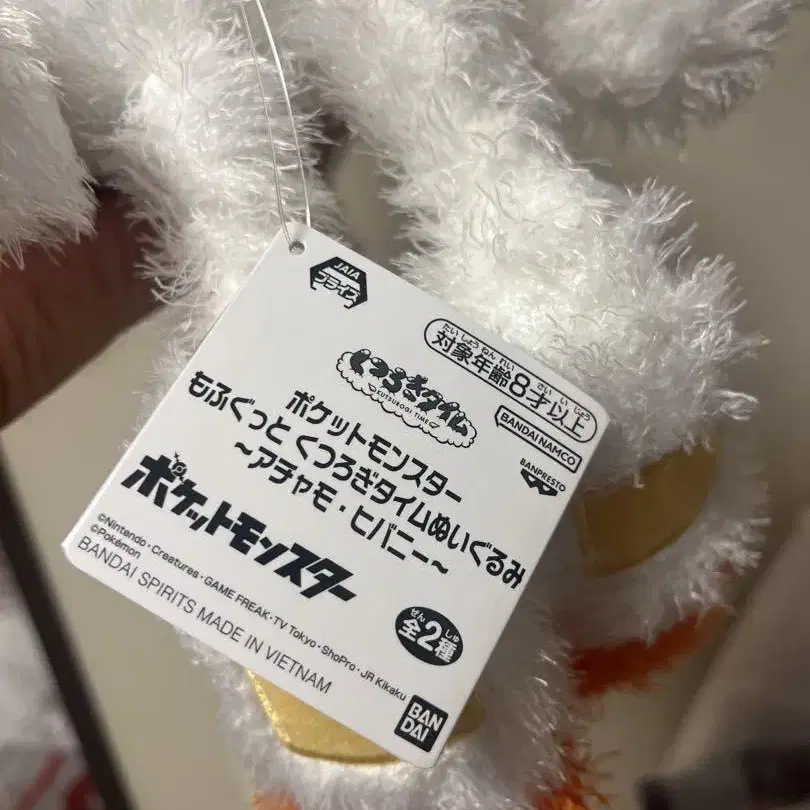 JAIA
プライズ
たいしょうねんれい さいいじょう
対象年齢8才以上
くつろぎタイム
KUTSUROGI TIME
BANDAI NAMCO
BANPRESTO
ポケットモンスター
もふぐっと くつろぎタイムぬいぐるみ
~アチャモ・ヒバニー~
ポケットモンスター
ぜん しゅ
全2種
©Nintendo・Creatures・GAME FREAK・TV Tokyo・ShoPro・JR Kikaku
©Pokémon
BANDAI SPIRITS MADE IN VIETNAM
BAN
DAI